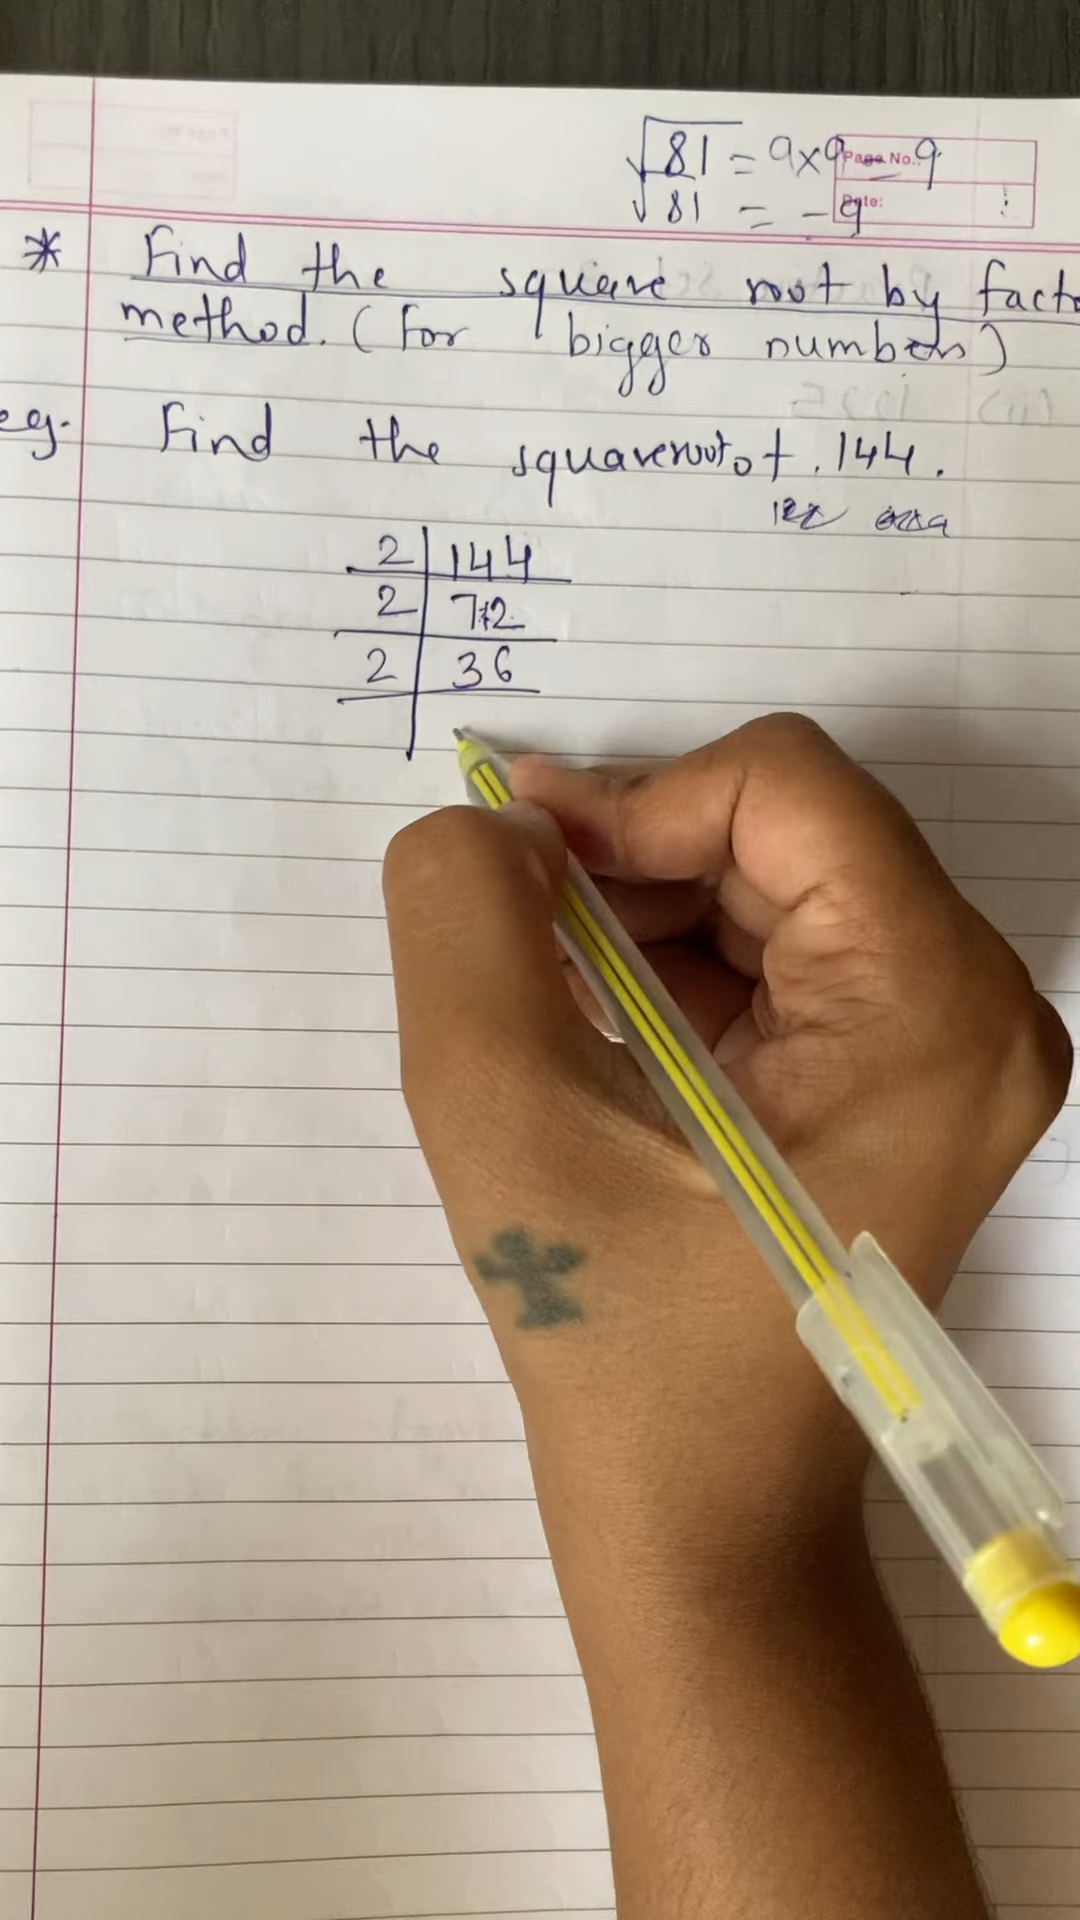 √81 = 9×9 = 9
Page No.:
√81 = -9
Date:
* Find the square root by facto
method. (For bigger numbers)
eg. Find the squareroot of 144.
2 | 144
2 | 72
2 | 36